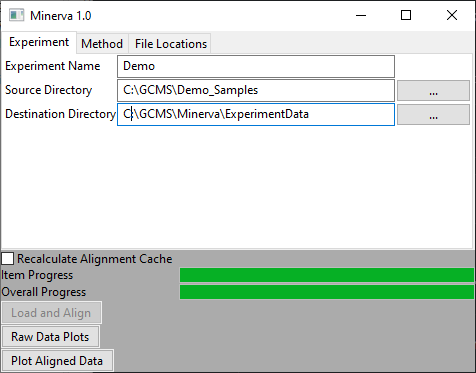 Minerva 1.0
Experiment Method File Locations
Experiment Name Demo
Source Directory C:\GCMS\Demo_Samples ...
Destination Directory C:\GCMS\Minerva\ExperimentData ...
Recalculate Alignment Cache
Item Progress
Overall Progress
Load and Align
Raw Data Plots
Plot Aligned Data